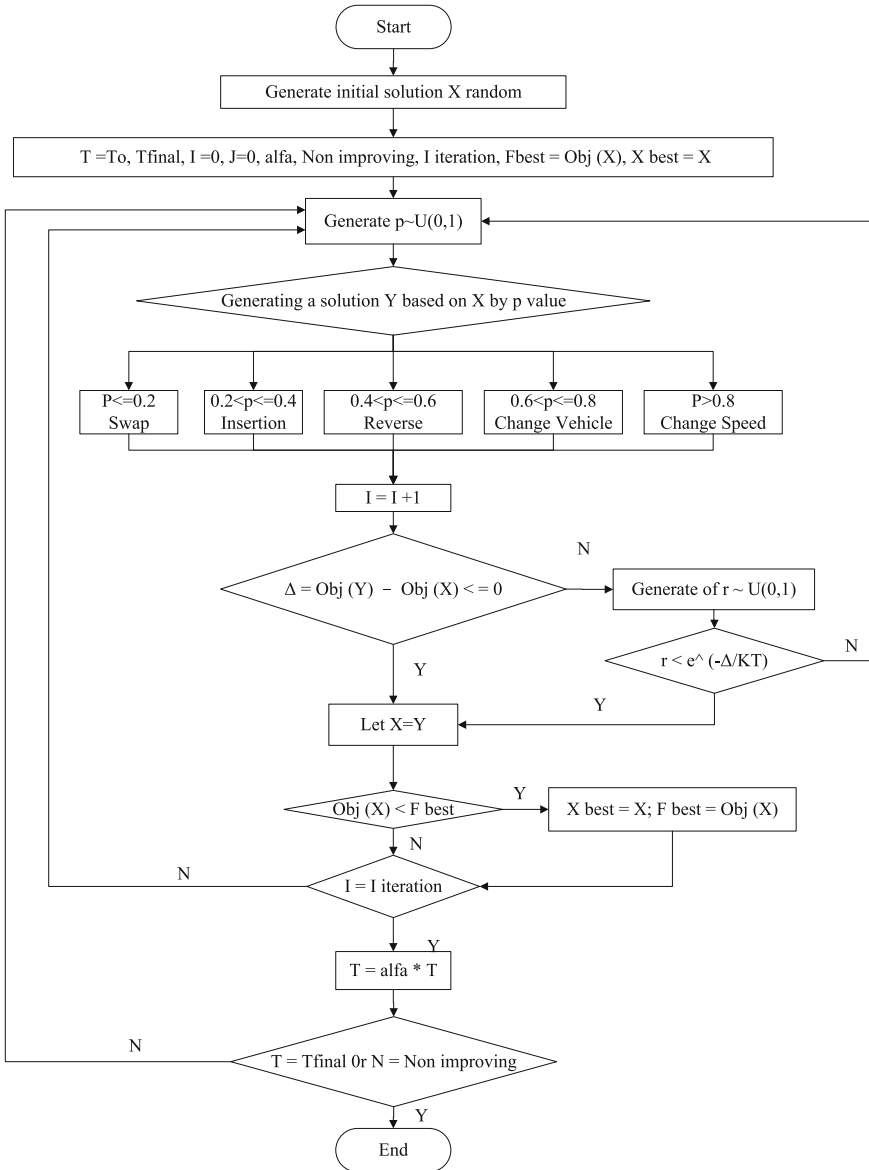 Start
Generate initial solution X random
T =To, Tfinal, I =0, J=0, alfa, Non improving, I iteration, Fbest = Obj (X), X best = X
Generate p~U(0,1)
Generating a solution Y based on X by p value
P<=0.2
Swap
0.2<p<=0.4
Insertion
0.4<p<=0.6
Reverse
0.6<p<=0.8
Change Vehicle
P>0.8
Change Speed
I = I +1
Δ = Obj (Y) − Obj (X) < = 0
N
Generate of r ~ U(0,1)
r < e^ (-Δ/KT)
N
Y
Y
Let X=Y
Obj (X) < F best
Y
X best = X; F best = Obj (X)
N
I = I iteration
N
Y
T = alfa * T
T = Tfinal 0r N = Non improving
N
Y
End